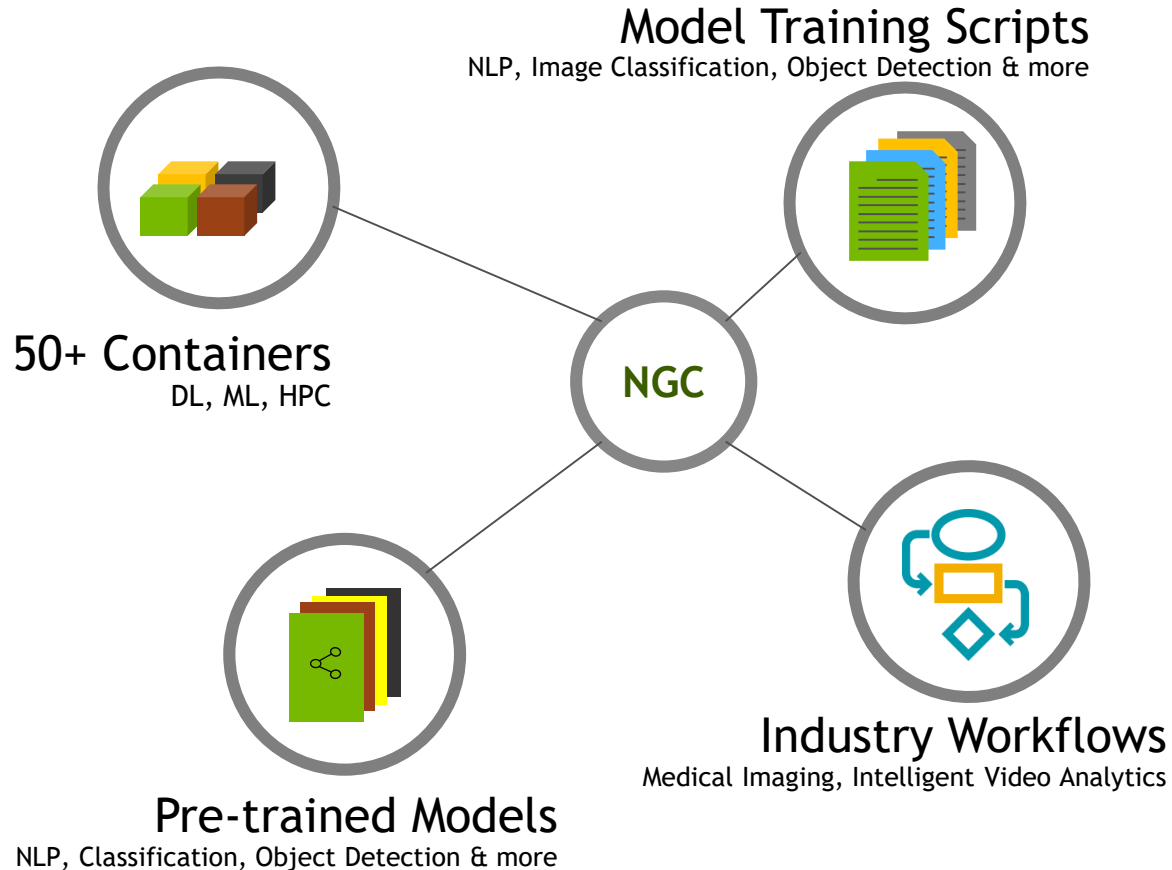 Model Training Scripts
NLP, Image Classification, Object Detection & more
50+ Containers
DL, ML, HPC
NGC
Industry Workflows
Medical Imaging, Intelligent Video Analytics
Pre-trained Models
NLP, Classification, Object Detection & more